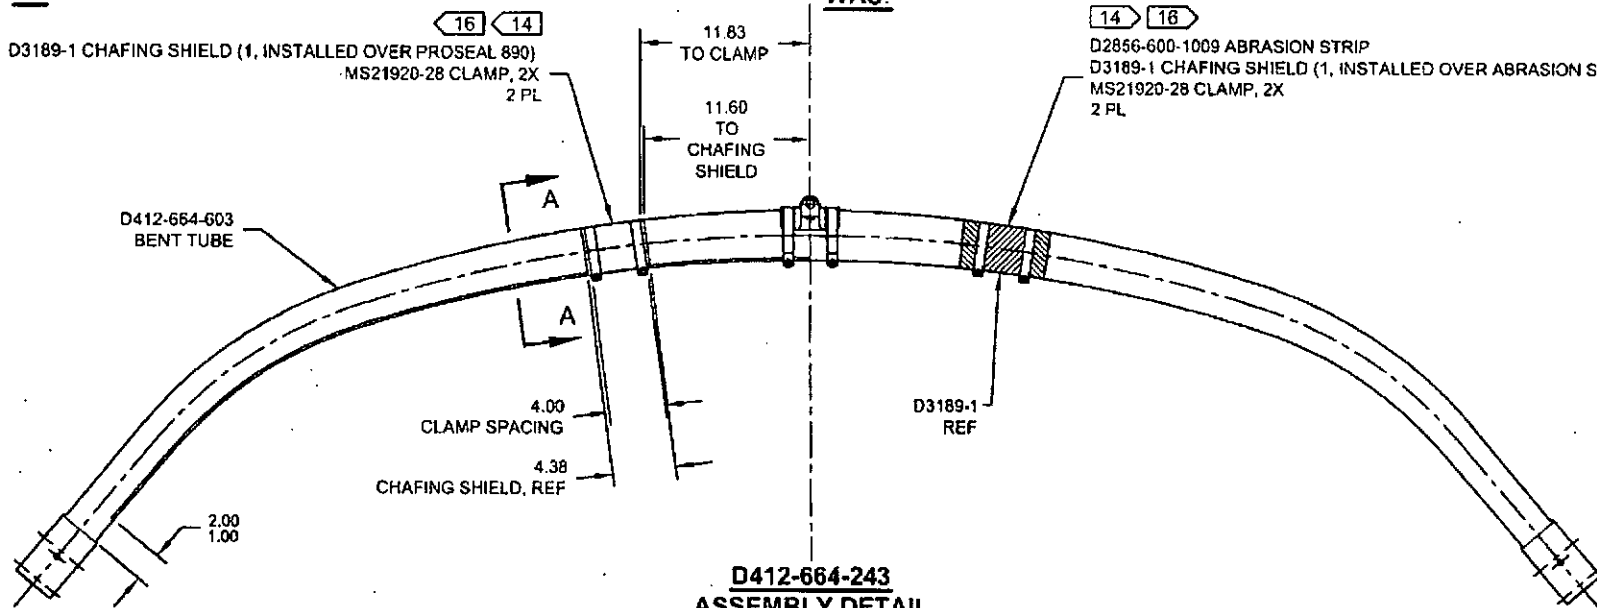 16 14
D3189-1 CHAFING SHIELD (1, INSTALLED OVER PROSEAL 890)
MS21920-28 CLAMP, 2X
2 PL
11.83
TO CLAMP
11.60
TO
CHAFING
SHIELD
14 16
D2856-600-1009 ABRASION STRIP
D3189-1 CHAFING SHIELD (1, INSTALLED OVER ABRASION S
MS21920-28 CLAMP, 2X
2 PL
A
D412-664-603
BENT TUBE
A
4.00
CLAMP SPACING
4.38
CHAFING SHIELD, REF
D3189-1
REF
2.00
1.00
D412-664-243
ASSEMBLY DETAIL